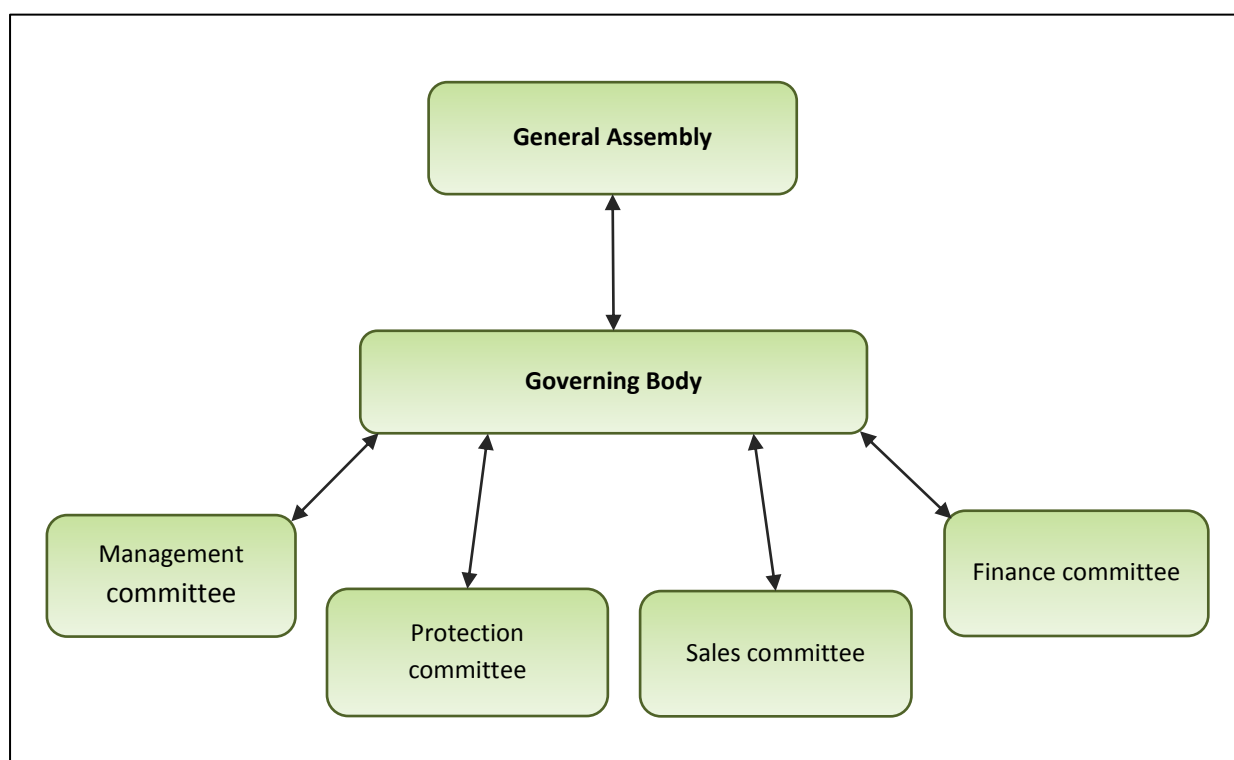 General Assembly
Governing Body
Management
committee
Protection
committee
Sales committee
Finance committee